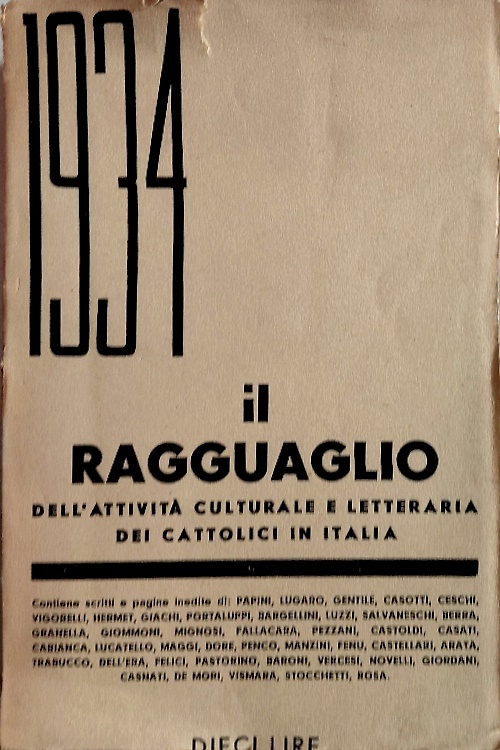 1934
il
RAGGUAGLIO
DELL'ATTIVITÀ CULTURALE E LETTERARIA
DEI CATTOLICI IN ITALIA
Contiene scritti e pagine inedite di: PAPINI, LUGARO, GENTILE, CASOTTI, CESCHI,
VIGORELLI, HERMET, GIACHI, PORTALUPPI, BARGELLINI, LUZZI, SALVANESCHI, BERRA,
GRANELLA, GIOMMONI, MIGNOSI, FALLACARA, PEZZANI, CASTOLDI, CASATI,
CABIANCA, LUCATELLO, MAGGI, DORE, PENCO, MANZINI, FENU, CASTELLARI, ARATA,
TRABUCCO, DELL'ERA, FELICI, PASTORINO, BARONI, VERCESI, NOVELLI, GIORDANI,
CASNATI, DE MORI, VISMARA, STOCCHETTI, ROSA.
DIECI LIRE